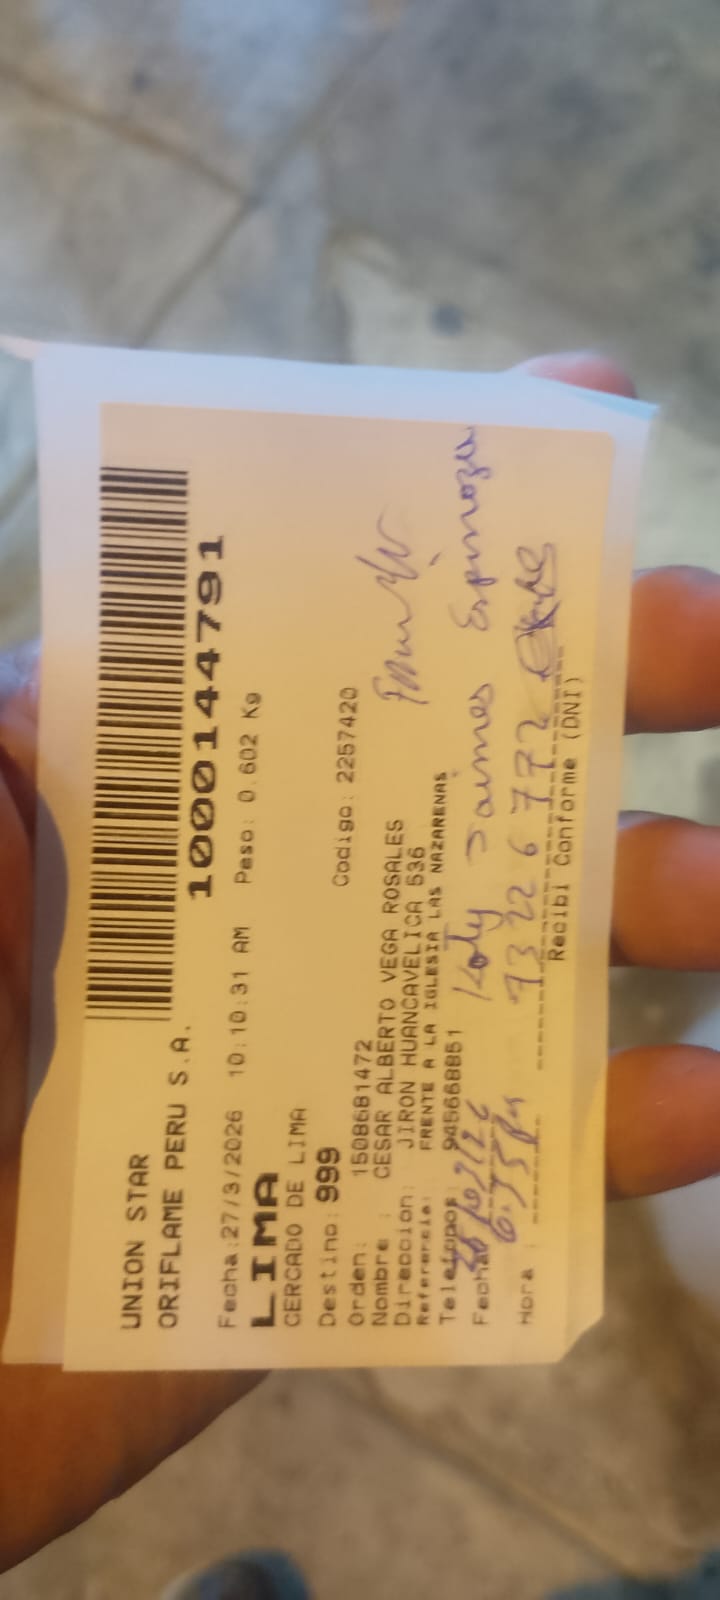 UNION STAR
ORIFLAME PERU S.A.
1000144791
Fecha:27/3/2026 10:10:31 AM Peso: 0.602 Kg
LIMA
CERCADO DE LIMA
Destino: 999
Codigo: 2257420
Orden: 1508681472
Nombre : CESAR ALBERTO VEGA ROSALES
Direccion: JIRON HUANCAVELICA 536
Referencia: FRENTE A LA IGLESIA LAS NAZARENAS
Telefonos: 945668851
Katy Jaimes Espinoza
Fecha
Hora :
Recibi Conforme (DNI)